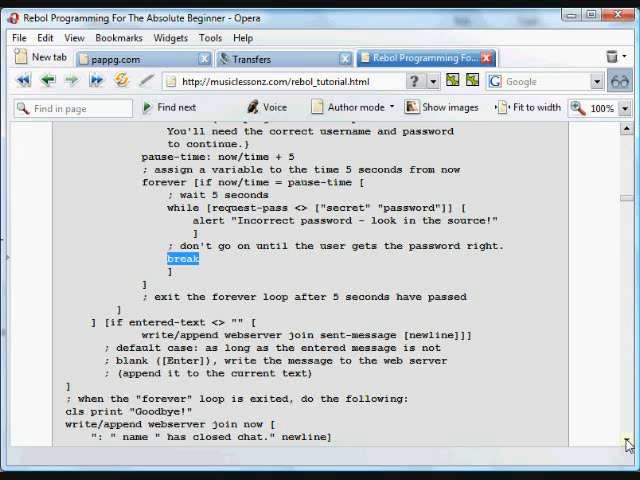 Rebol Programming For The Absolute Beginner - Opera
File Edit View Bookmarks Widgets Tools Help
New tab pappg.com Transfers Rebol Programming Fo...
http://musiclessonz.com/rebol_tutorial.html ? Google
Find in page Find next Voice Author mode Show images Fit to width 100%
You'll need the correct username and password
to continue.}
pause-time: now/time + 5
; assign a variable to the time 5 seconds from now
forever [if now/time = pause-time [
; wait 5 seconds
while [request-pass <> ["secret" "password"]] [
alert "Incorrect password - look in the source!"
]
; don't go on until the user gets the password right.
break
]
]
; exit the forever loop after 5 seconds have passed
]
] [if entered-text <> "" [
write/append webserver join sent-message [newline]]]
; default case: as long as the entered message is not
; blank ([Enter]), write the message to the web server
; (append it to the current text)
]
; when the "forever" loop is exited, do the following:
cls print "Goodbye!"
write/append webserver join now [
": " name " has closed chat." newline]